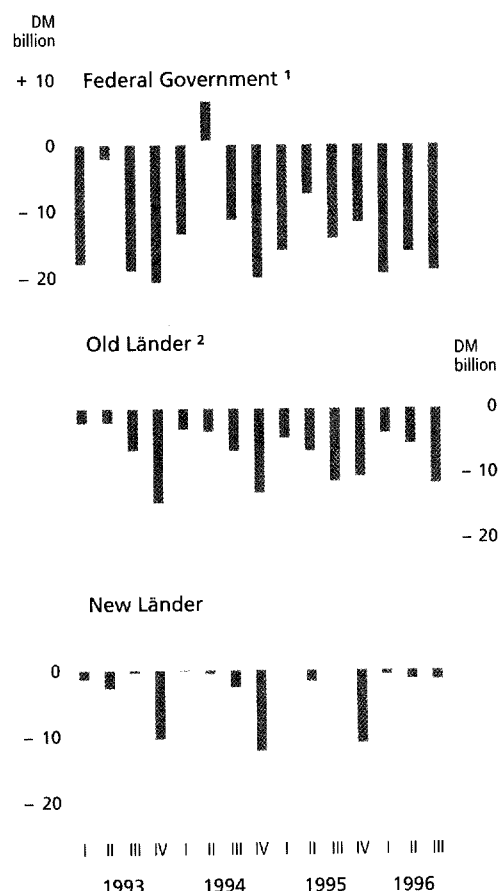 DM
billion
+ 10
Federal Government ¹
0
– 10
– 20
Old Länder ²
DM
billion
0
– 10
– 20
New Länder
0
– 10
– 20
I II III IV I II III IV I II III IV I II III
1993 1994 1995 1996